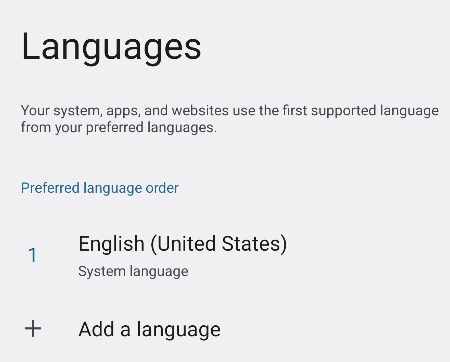 Languages
Your system, apps, and websites use the first supported language
from your preferred languages.
Preferred language order
1
English (United States)
System language
+ Add a language